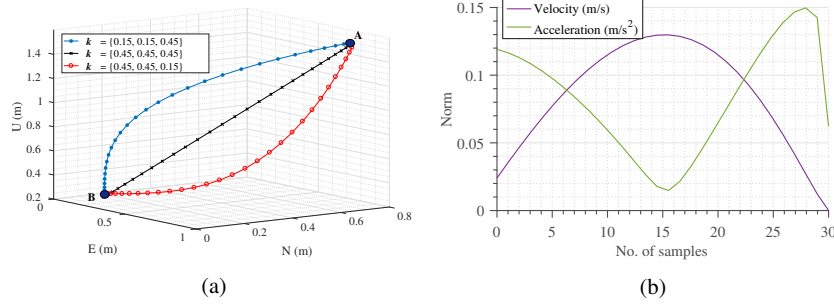 A
k = {0.15, 0.15, 0.45}
k = {0.45, 0.45, 0.45}
k = {0.45, 0.45, 0.15}
1.4
1.2
1
0.8
0.6
0.4
0.2
U (m)
B
0
0.5
1
E (m)
0
0.2
0.4
0.6
0.8
N (m)
(a)
Velocity (m/s)
Acceleration (m/s²)
0.15
0.1
0.05
0
Norm
0
5
10
15
20
25
30
No. of samples
(b)